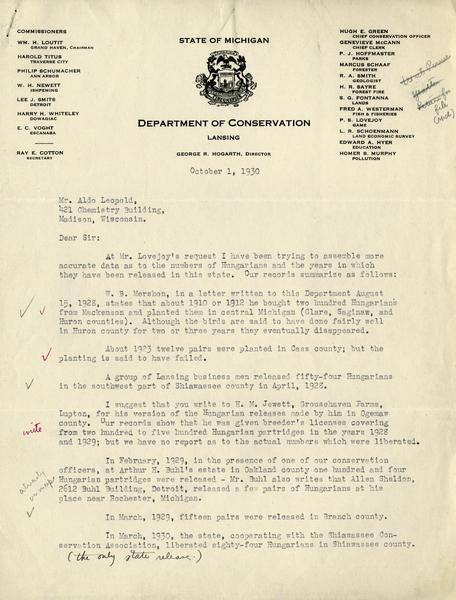 COMMISSIONERS
WM. H. LOUTIT
GRAND HAVEN, CHAIRMAN
HAROLD TITUS
TRAVERSE CITY
PHILIP SCHUMACHER
ANN ARBOR
W. H. NEWETT
ISHPEMING
LEE J. SMITS
DETROIT
HARRY H. WHITELEY
DOWAGIAC
E. C. VOGHT
ESCANABA
RAY E. COTTON
SECRETARY
STATE OF MICHIGAN
DEPARTMENT OF CONSERVATION
LANSING
GEORGE R. HOGARTH, DIRECTOR
HUGH E. GREEN
CHIEF CONSERVATION OFFICER
GENEVIEVE McCANN
CHIEF CLERK
P. J. HOFFMASTER
PARKS
MARCUS SCHAAF
FORESTER
R. A. SMITH
GEOLOGIST
H. R. SAYRE
FOREST FIRE
S. G. FONTANNA
LANDS
FRED A. WESTERMAN
FISH & FISHERIES
P. S. LOVEJOY
GAME
L. R. SCHOENMANN
LAND ECONOMIC SURVEY
EDWARD A. HYER
EDUCATION
HOMER S. MURPHY
POLLUTION
October 1, 1930
Mr. Aldo Leopold,
421 Chemistry Building,
Madison, Wisconsin.
Dear Sir:
At Mr. Lovejoy's request I have been trying to assemble more
accurate data as to the numbers of Hungarians and the years in which
they have been released in this state. Our records summarize as follows:
W. B. Mershon, in a letter written to this Department August
15, 1928, states that about 1910 or 1912 he bought two hundred Hungarians
from Mackenson and planted them in central Michigan (Clare, Saginaw, and
Huron counties). Although the birds are said to have done fairly well
in Huron county for two or three years they eventually disappeared.
About 1923 twelve pairs were planted in Cass county; but the
planting is said to have failed.
A group of Lansing business men released fifty-four Hungarians
in the southwest part of Shiawassee county in April, 1928.
I suggest that you write to H. M. Jewett, Grousehaven Farms,
Lupton, for his version of the Hungarian releases made by him in Ogemaw
county. Our records show that he was given breeder's licenses covering
write from two hundred to five hundred Hungarian partridges in the years 1928
and 1929; but we have no report as to the actual numbers which were liberated.
In February, 1929, in the presence of one of our conservation
officers, at Arthur H. Buhl's estate in Oakland county one hundred and four
already on map Hungarian partridges were released - Mr. Buhl also writes that Allen Sheldon,
2612 Buhl Building, Detroit, released a few pairs of Hungarians at his
place near Rochester, Michigan.
In March, 1929, fifteen pairs were released in Branch county.
In March, 1930, the state, cooperating with the Shiawassee Con-
servation Association, liberated eighty-four Hungarians in Shiawassee county.
(the only state release.)